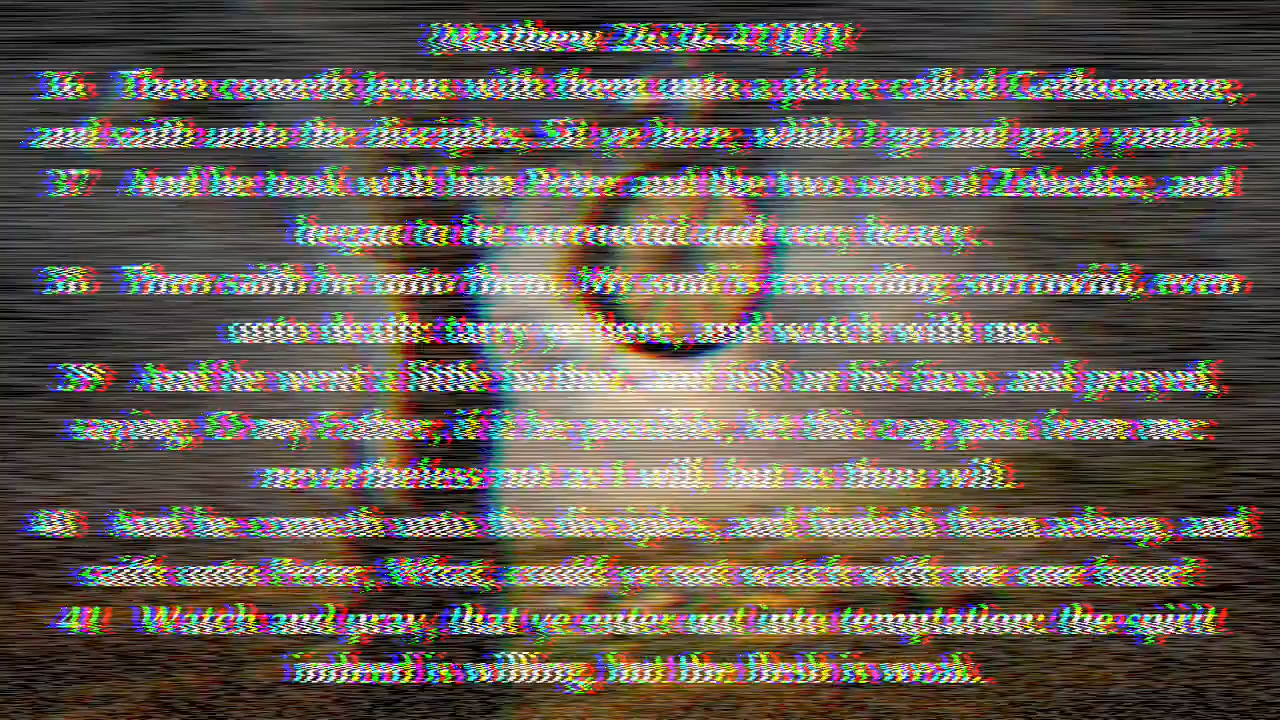 Matthew 26:36-41 KJV
36 Then cometh Jesus with them unto a place called Gethsemane,
and saith unto the disciples, Sit ye here, while I go and pray yonder.
37 And he took with him Peter and the two sons of Zebedee, and
began to be sorrowful and very heavy.
38 Then saith he unto them, My soul is exceeding sorrowful, even
unto death: tarry ye here, and watch with me.
39 And he went a little further, and fell on his face, and prayed,
saying, O my Father, if it be possible, let this cup pass from me:
nevertheless not as I will, but as thou wilt.
40 And he cometh unto the disciples, and findeth them asleep, and
saith unto Peter, What, could ye not watch with me one hour?
41 Watch and pray, that ye enter not into temptation: the spirit
indeed is willing, but the flesh is weak.